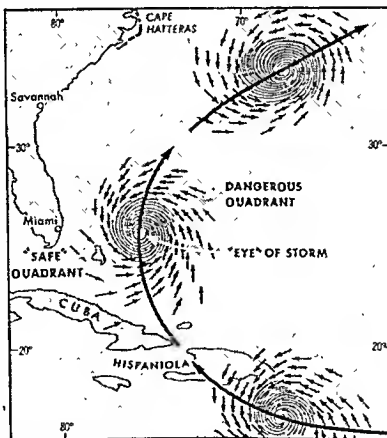 80° 70°
CAPE
HATTERAS
Savannah
30° 30°
DANGEROUS
QUADRANT
Miami
"EYE" OF STORM
"SAFE"
QUADRANT
CUBA
20° 20°
HISPANIOLA
80° 70°